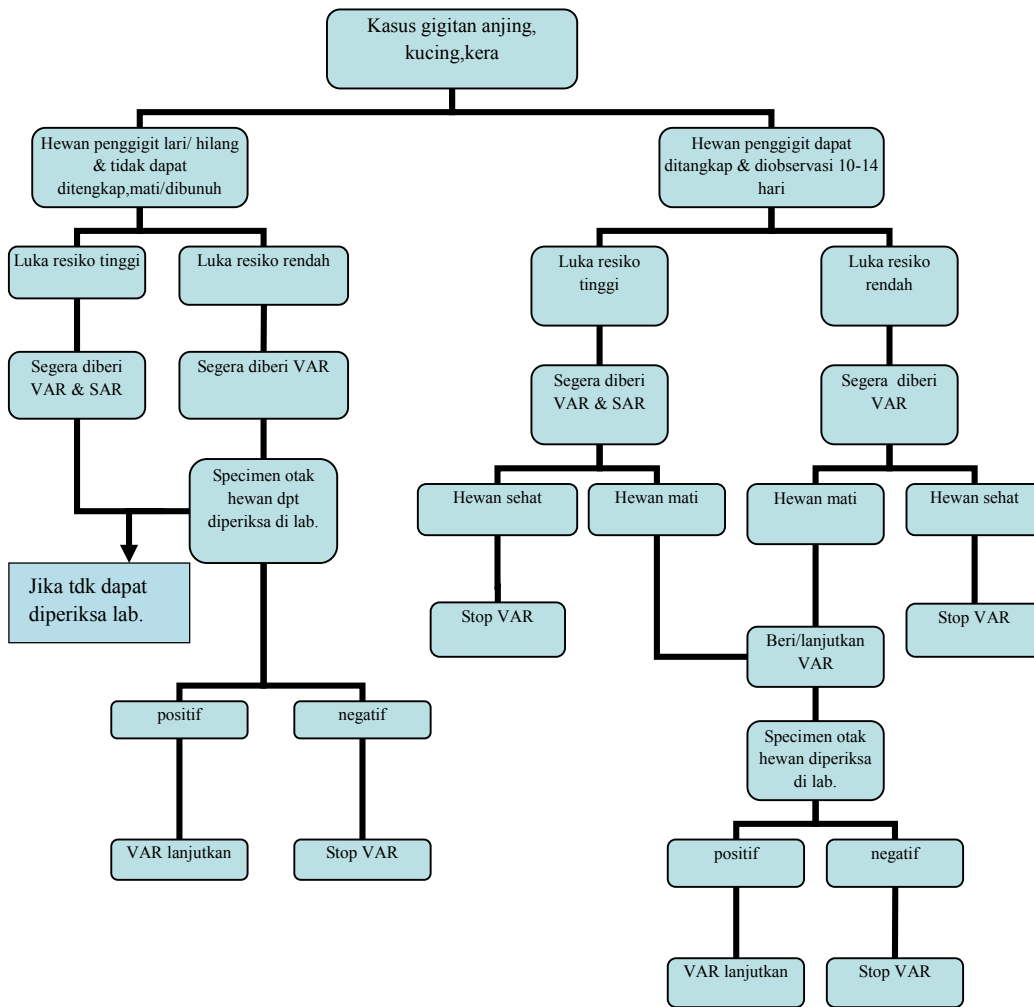 Kasus gigitan anjing,
kucing,kera
Hewan penggigit lari/ hilang
& tidak dapat
ditengkap,mati/dibunuh
Hewan penggigit dapat
ditangkap & diobservasi 10-14
hari
Luka resiko tinggi
Luka resiko rendah
Luka resiko
tinggi
Luka resiko
rendah
Segera diberi
VAR & SAR
Segera diberi VAR
Segera diberi
VAR & SAR
Segera diberi
VAR
Specimen otak
hewan dpt
diperiksa di lab.
Hewan sehat
Hewan mati
Hewan mati
Hewan sehat
Jika tdk dapat
diperiksa lab.
Stop VAR
Beri/lanjutkan
VAR
Stop VAR
positif
negatif
Specimen otak
hewan diperiksa
di lab.
VAR lanjutkan
Stop VAR
positif
negatif
VAR lanjutkan
Stop VAR